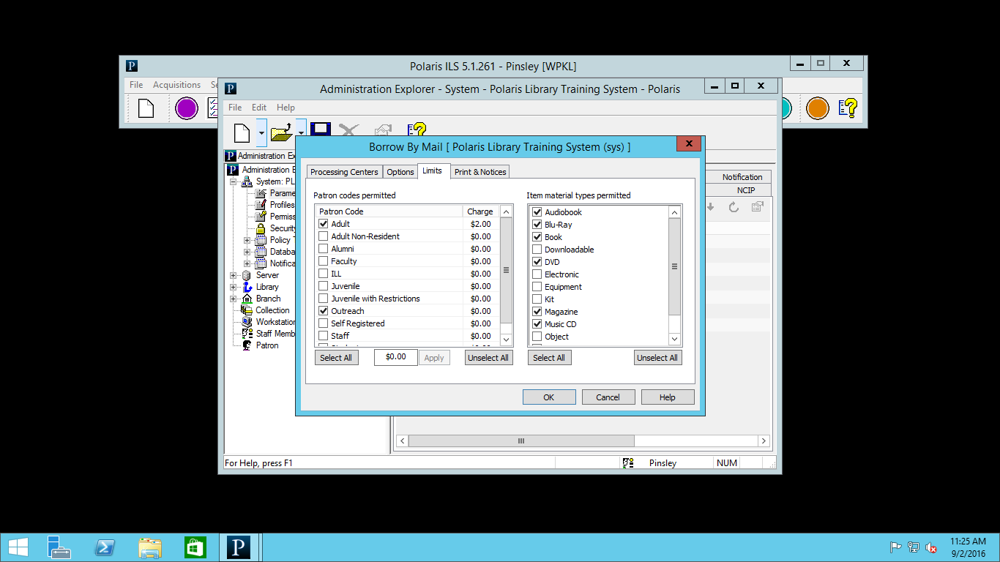 Polaris ILS 5.1.261 - Pinsley [WPKL]
File Acquisitions
Administration Explorer - System - Polaris Library Training System - Polaris
File Edit Help
Administration Ex
Administration E
System: PL
Parame
Profiles
Permiss
Security
Policy T
Databa
Notifica
Server
Library
Branch
Collection
Workstation
Staff Memb
Patron
Notification
NCIP
Borrow By Mail [ Polaris Library Training System (sys) ]
Processing Centers Options Limits Print & Notices
Patron codes permitted
Patron Code Charge
Adult $2.00
Adult Non-Resident $0.00
Alumni $0.00
Faculty $0.00
ILL $0.00
Juvenile $0.00
Juvenile with Restrictions $0.00
Outreach $0.00
Self Registered $0.00
Staff $0.00
Select All $0.00 Apply Unselect All
Item material types permitted
Audiobook
Blu-Ray
Book
Downloadable
DVD
Electronic
Equipment
Kit
Magazine
Music CD
Object
Select All Unselect All
OK Cancel Help
For Help, press F1 Pinsley NUM
11:25 AM
9/2/2016